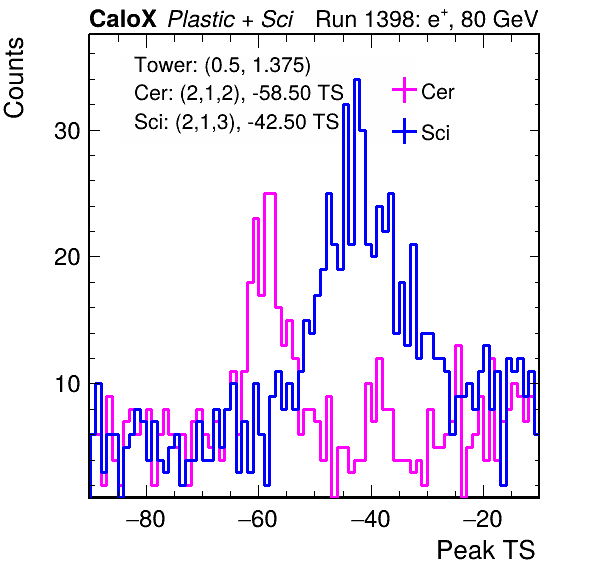 CaloX Plastic + Sci Run 1398: e⁺, 80 GeV
Counts
Tower: (0.5, 1.375)
Cer: (2,1,2), -58.50 TS
Sci: (2,1,3), -42.50 TS
Cer
Sci
30
20
10
−80 −60 −40 −20
Peak TS